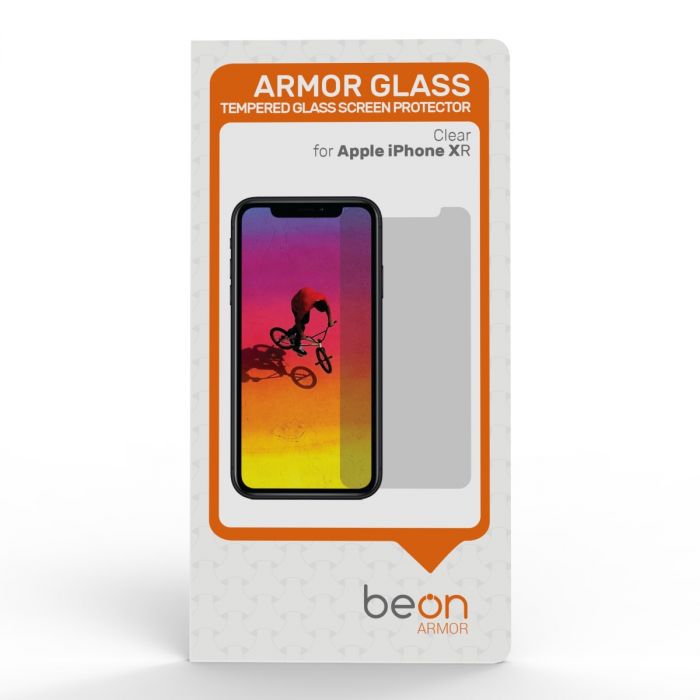 ARMOR GLASS
TEMPERED GLASS SCREEN PROTECTOR
Clear
for Apple iPhone XR
beon
ARMOR